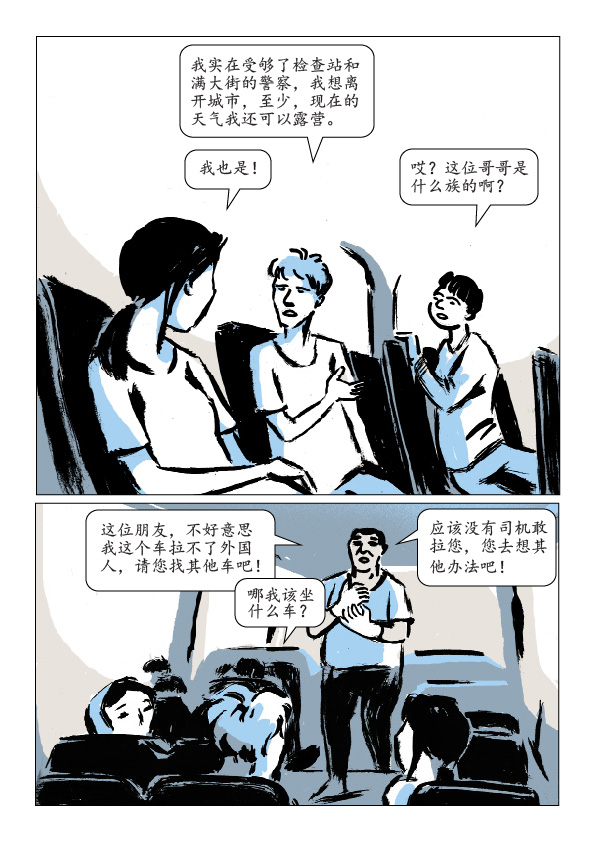 我实在受够了检查站和
满大街的警察，我想离
开城市，至少，现在的
天气我还可以露营。
我也是！
哎？这位哥哥是
什么族的啊？
这位朋友，不好意思
我这个车拉不了外国
人，请您找其他车吧！
哪我该坐
什么车？
应该没有司机敢
拉您，您去想其
他办法吧！